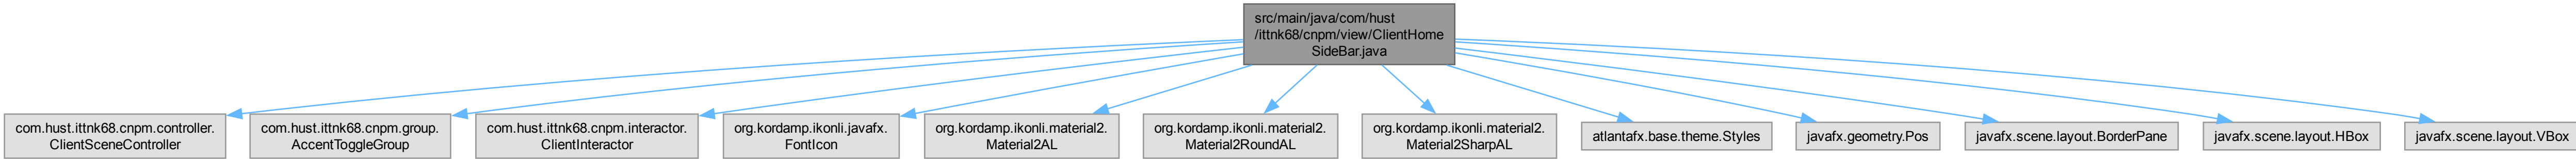 src/main/java/com/hust
/ittnk68/cnpm/view/ClientHome
SideBar.java
com.hust.ittnk68.cnpm.controller.
ClientSceneController
com.hust.ittnk68.cnpm.group.
AccentToggleGroup
com.hust.ittnk68.cnpm.interactor.
ClientInteractor
org.kordamp.ikonli.javafx.
FontIcon
org.kordamp.ikonli.material2.
Material2AL
org.kordamp.ikonli.material2.
Material2RoundAL
org.kordamp.ikonli.material2.
Material2SharpAL
atlantafx.base.theme.Styles
javafx.geometry.Pos
javafx.scene.layout.BorderPane
javafx.scene.layout.HBox
javafx.scene.layout.VBox